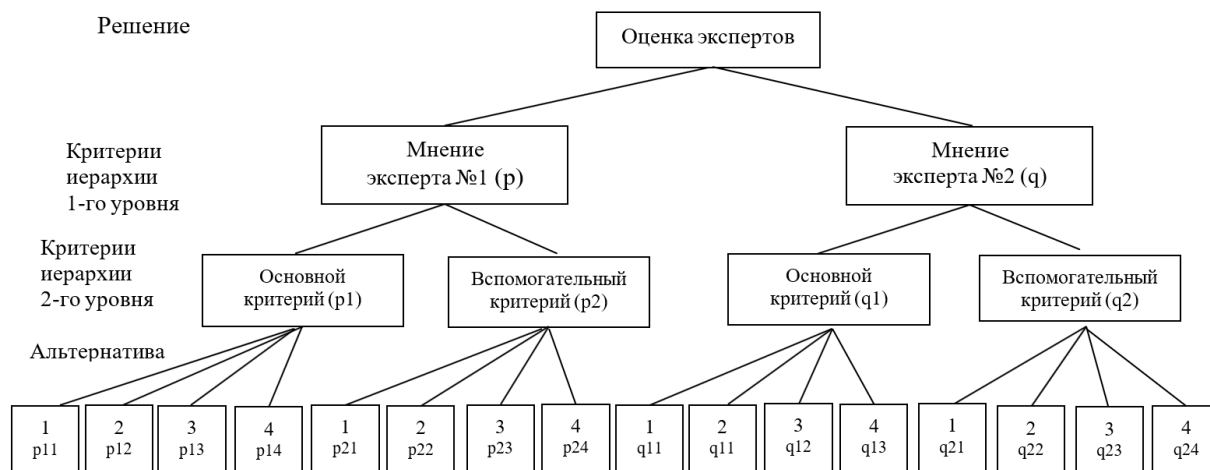 Решение
Оценка экспертов
Критерии
иерархии
1-го уровня
Мнение
эксперта №1 (p)
Мнение
эксперта №2 (q)
Критерии
иерархии
2-го уровня
Основной
критерий (p1)
Вспомогательный
критерий (p2)
Основной
критерий (q1)
Вспомогательный
критерий (q2)
Альтернатива
1
p11
2
p12
3
p13
4
p14
1
p21
2
p22
3
p23
4
p24
1
q11
2
q11
3
q12
4
q13
1
q21
2
q22
3
q23
4
q24